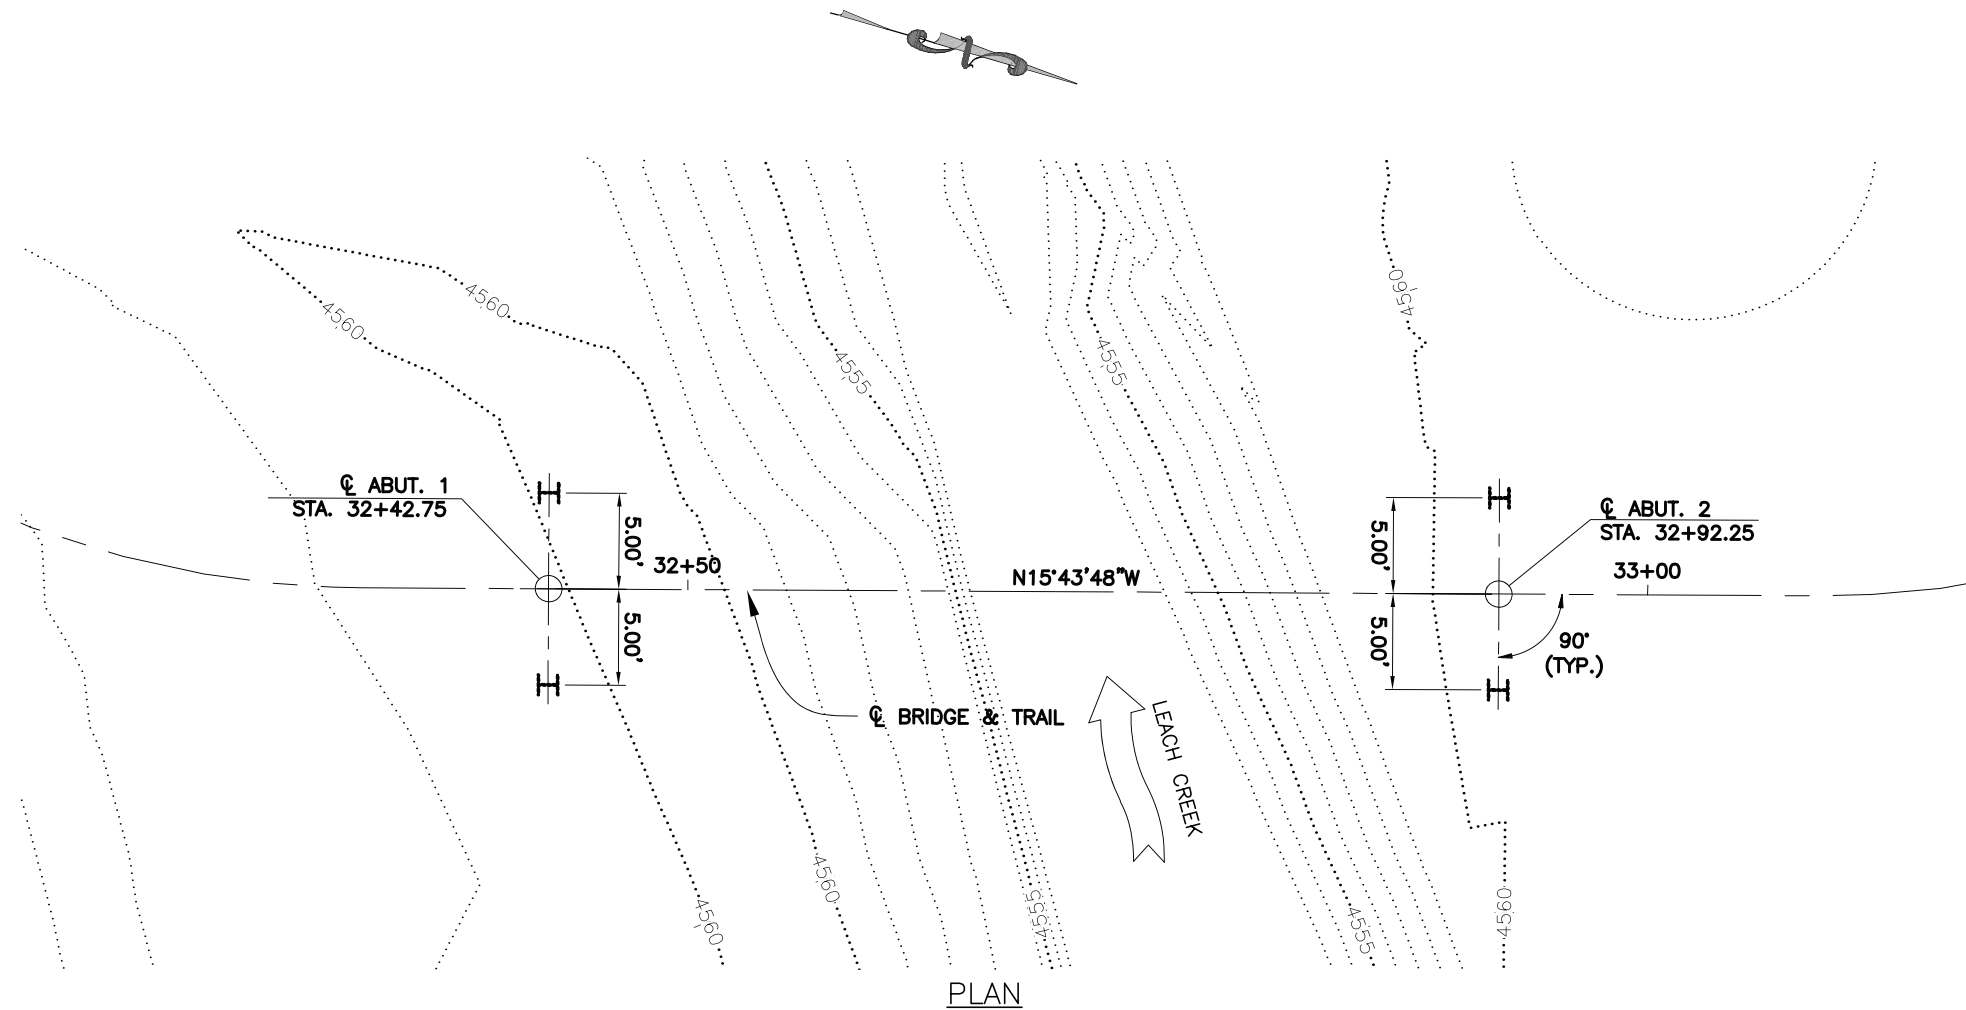 4560
4560
4560
4555
4555
℄ ABUT. 1
STA. 32+42.75
5.00'
5.00'
32+50
N15°43'48"W
℄ BRIDGE & TRAIL
LEACH CREEK
5.00'
5.00'
℄ ABUT. 2
STA. 32+92.25
33+00
90°
(TYP.)
4560
4560
4555
4555
4560
PLAN